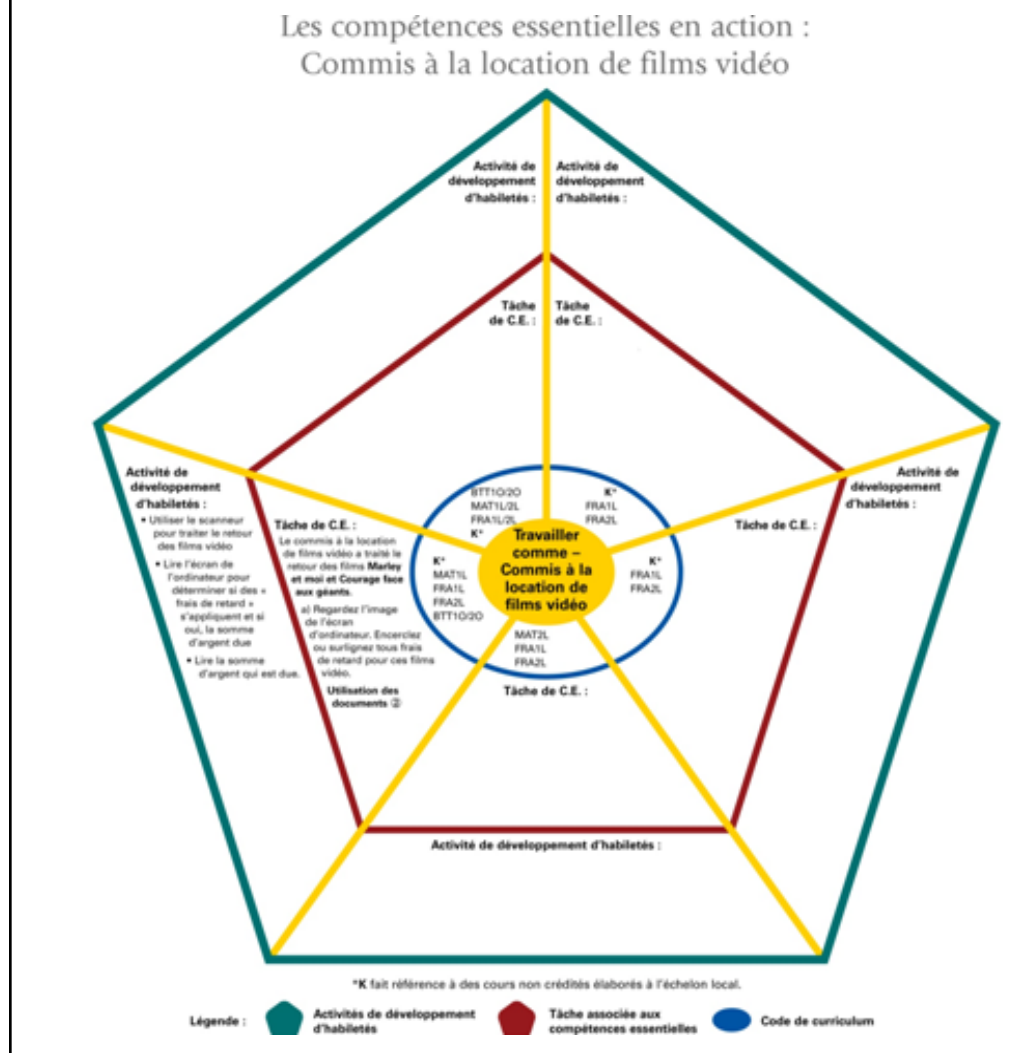 Les compétences essentielles en action :
Commis à la location de films vidéo
Activité de
développement
d'habiletés :
Activité de
développement
d'habiletés :
Tâche
de C.E. :
Tâche
de C.E. :
Activité de
développement
d'habiletés :
• Utiliser le scanneur
pour traiter le retour
des films vidéo
• Lire l'écran de
l'ordinateur pour
déterminer si des «
frais de retard »
s'appliquent et si
oui, la somme
d'argent due
• Lire la somme
d'argent qui est due.
Tâche de C.E. :
Le commis à la location
de films vidéo a traité le
retour des films Marley
et moi et Courage face
aux géants.
a) Regardez l'image
de l'écran
d'ordinateur. Encerclez
ou surlignez tous frais
de retard pour ces films
vidéo.
Utilisation des
documents ②
BTT1O/2O
MAT1L/2L
FRA1L/2L
K*
K*
FRA1L
FRA2L
K*
MAT1L
FRA1L
FRA2L
BTT1O/2O
Travailler
comme –
Commis à la
location de
films vidéo
K*
FRA1L
FRA2L
MAT2L
FRA1L
FRA2L
Tâche de C.E. :
Activité de
développement
d'habiletés :
Tâche de C.E. :
Activité de développement d'habiletés :
*K fait référence à des cours non crédités élaborés à l'échelon local.
Légende :
Activités de développement
d'habiletés
Tâche associée aux
compétences essentielles
Code de curriculum